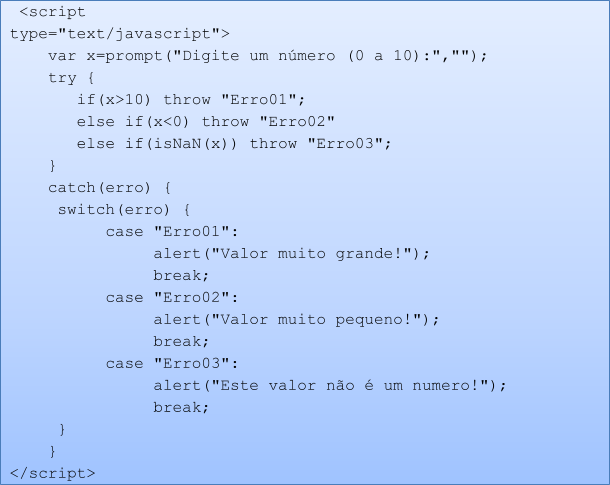 <script
type="text/javascript">
var x=prompt("Digite um número (0 a 10):","");
try {
if(x>10) throw "Erro01";
else if(x<0) throw "Erro02"
else if(isNaN(x)) throw "Erro03";
}
catch(erro) {
switch(erro) {
case "Erro01":
alert("Valor muito grande!");
break;
case "Erro02":
alert("Valor muito pequeno!");
break;
case "Erro03":
alert("Este valor não é um numero!");
break;
}
}
</script>